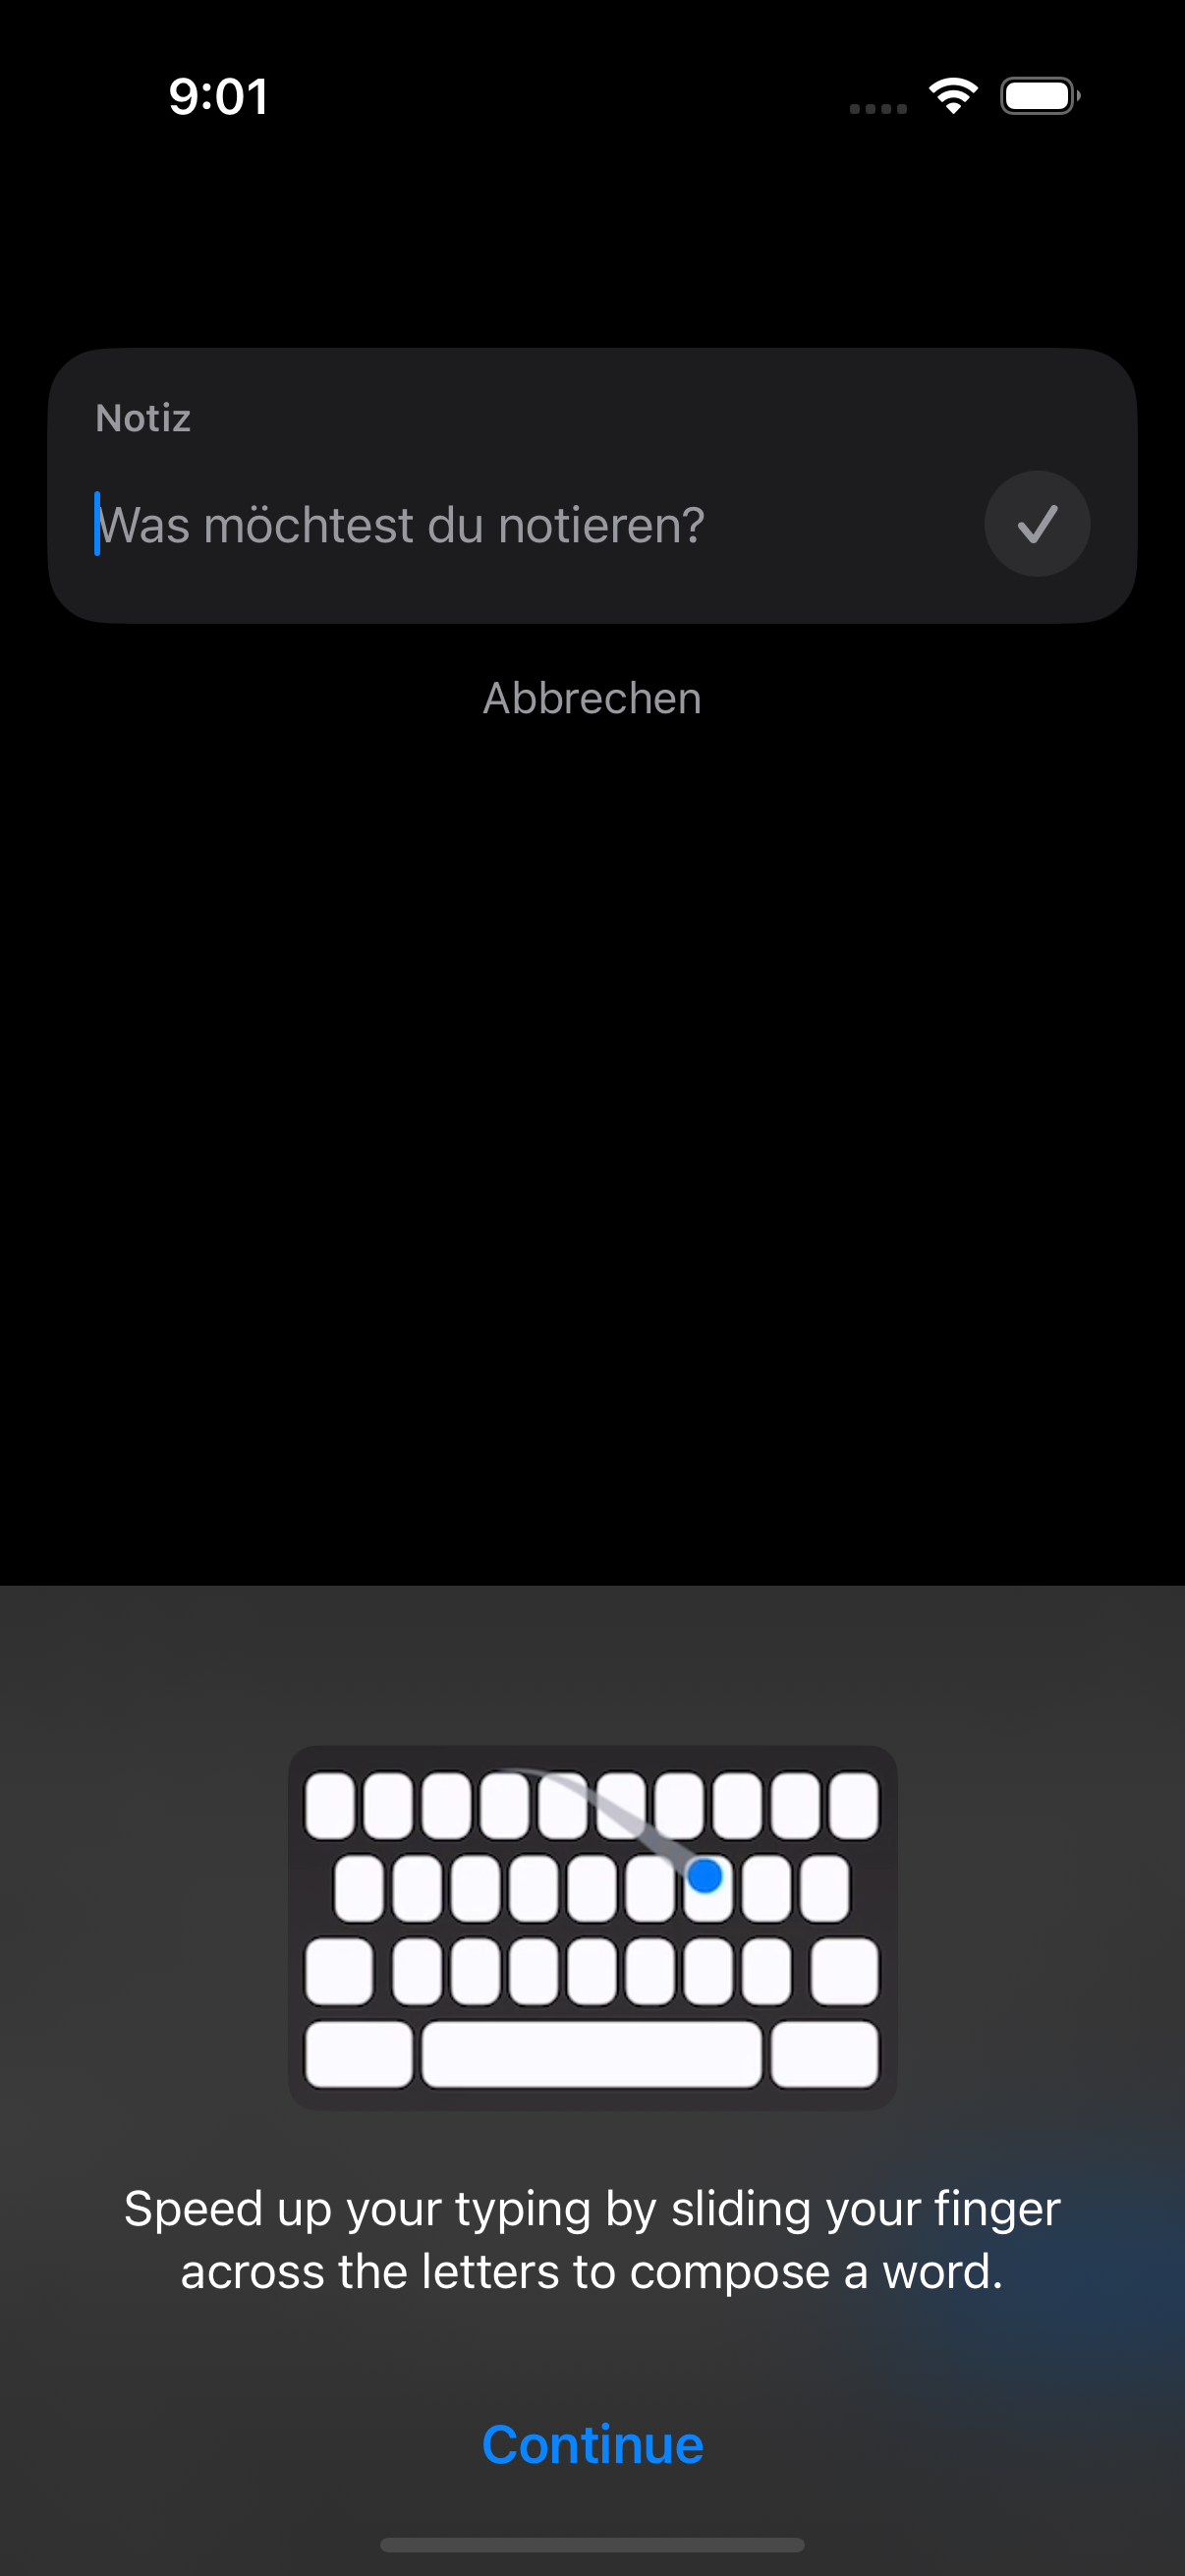 9:01
Notiz
Was möchtest du notieren?
Abbrechen
Speed up your typing by sliding your finger
across the letters to compose a word.
Continue